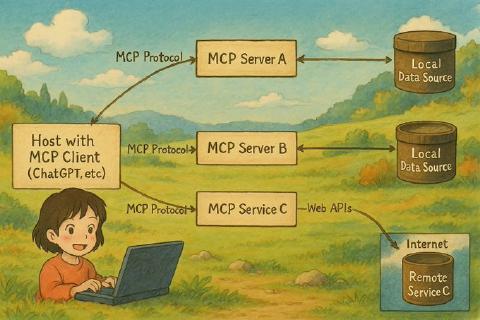 MCP Protocol
MCP Server A
Local
Data Source
Host with
MCP Client
(ChatGPT, etc)
MCP Protocol
MCP Server B
Local
Data Source
MCP Protocol
MCP Service C
Web APIs
Internet
Remote
Service C